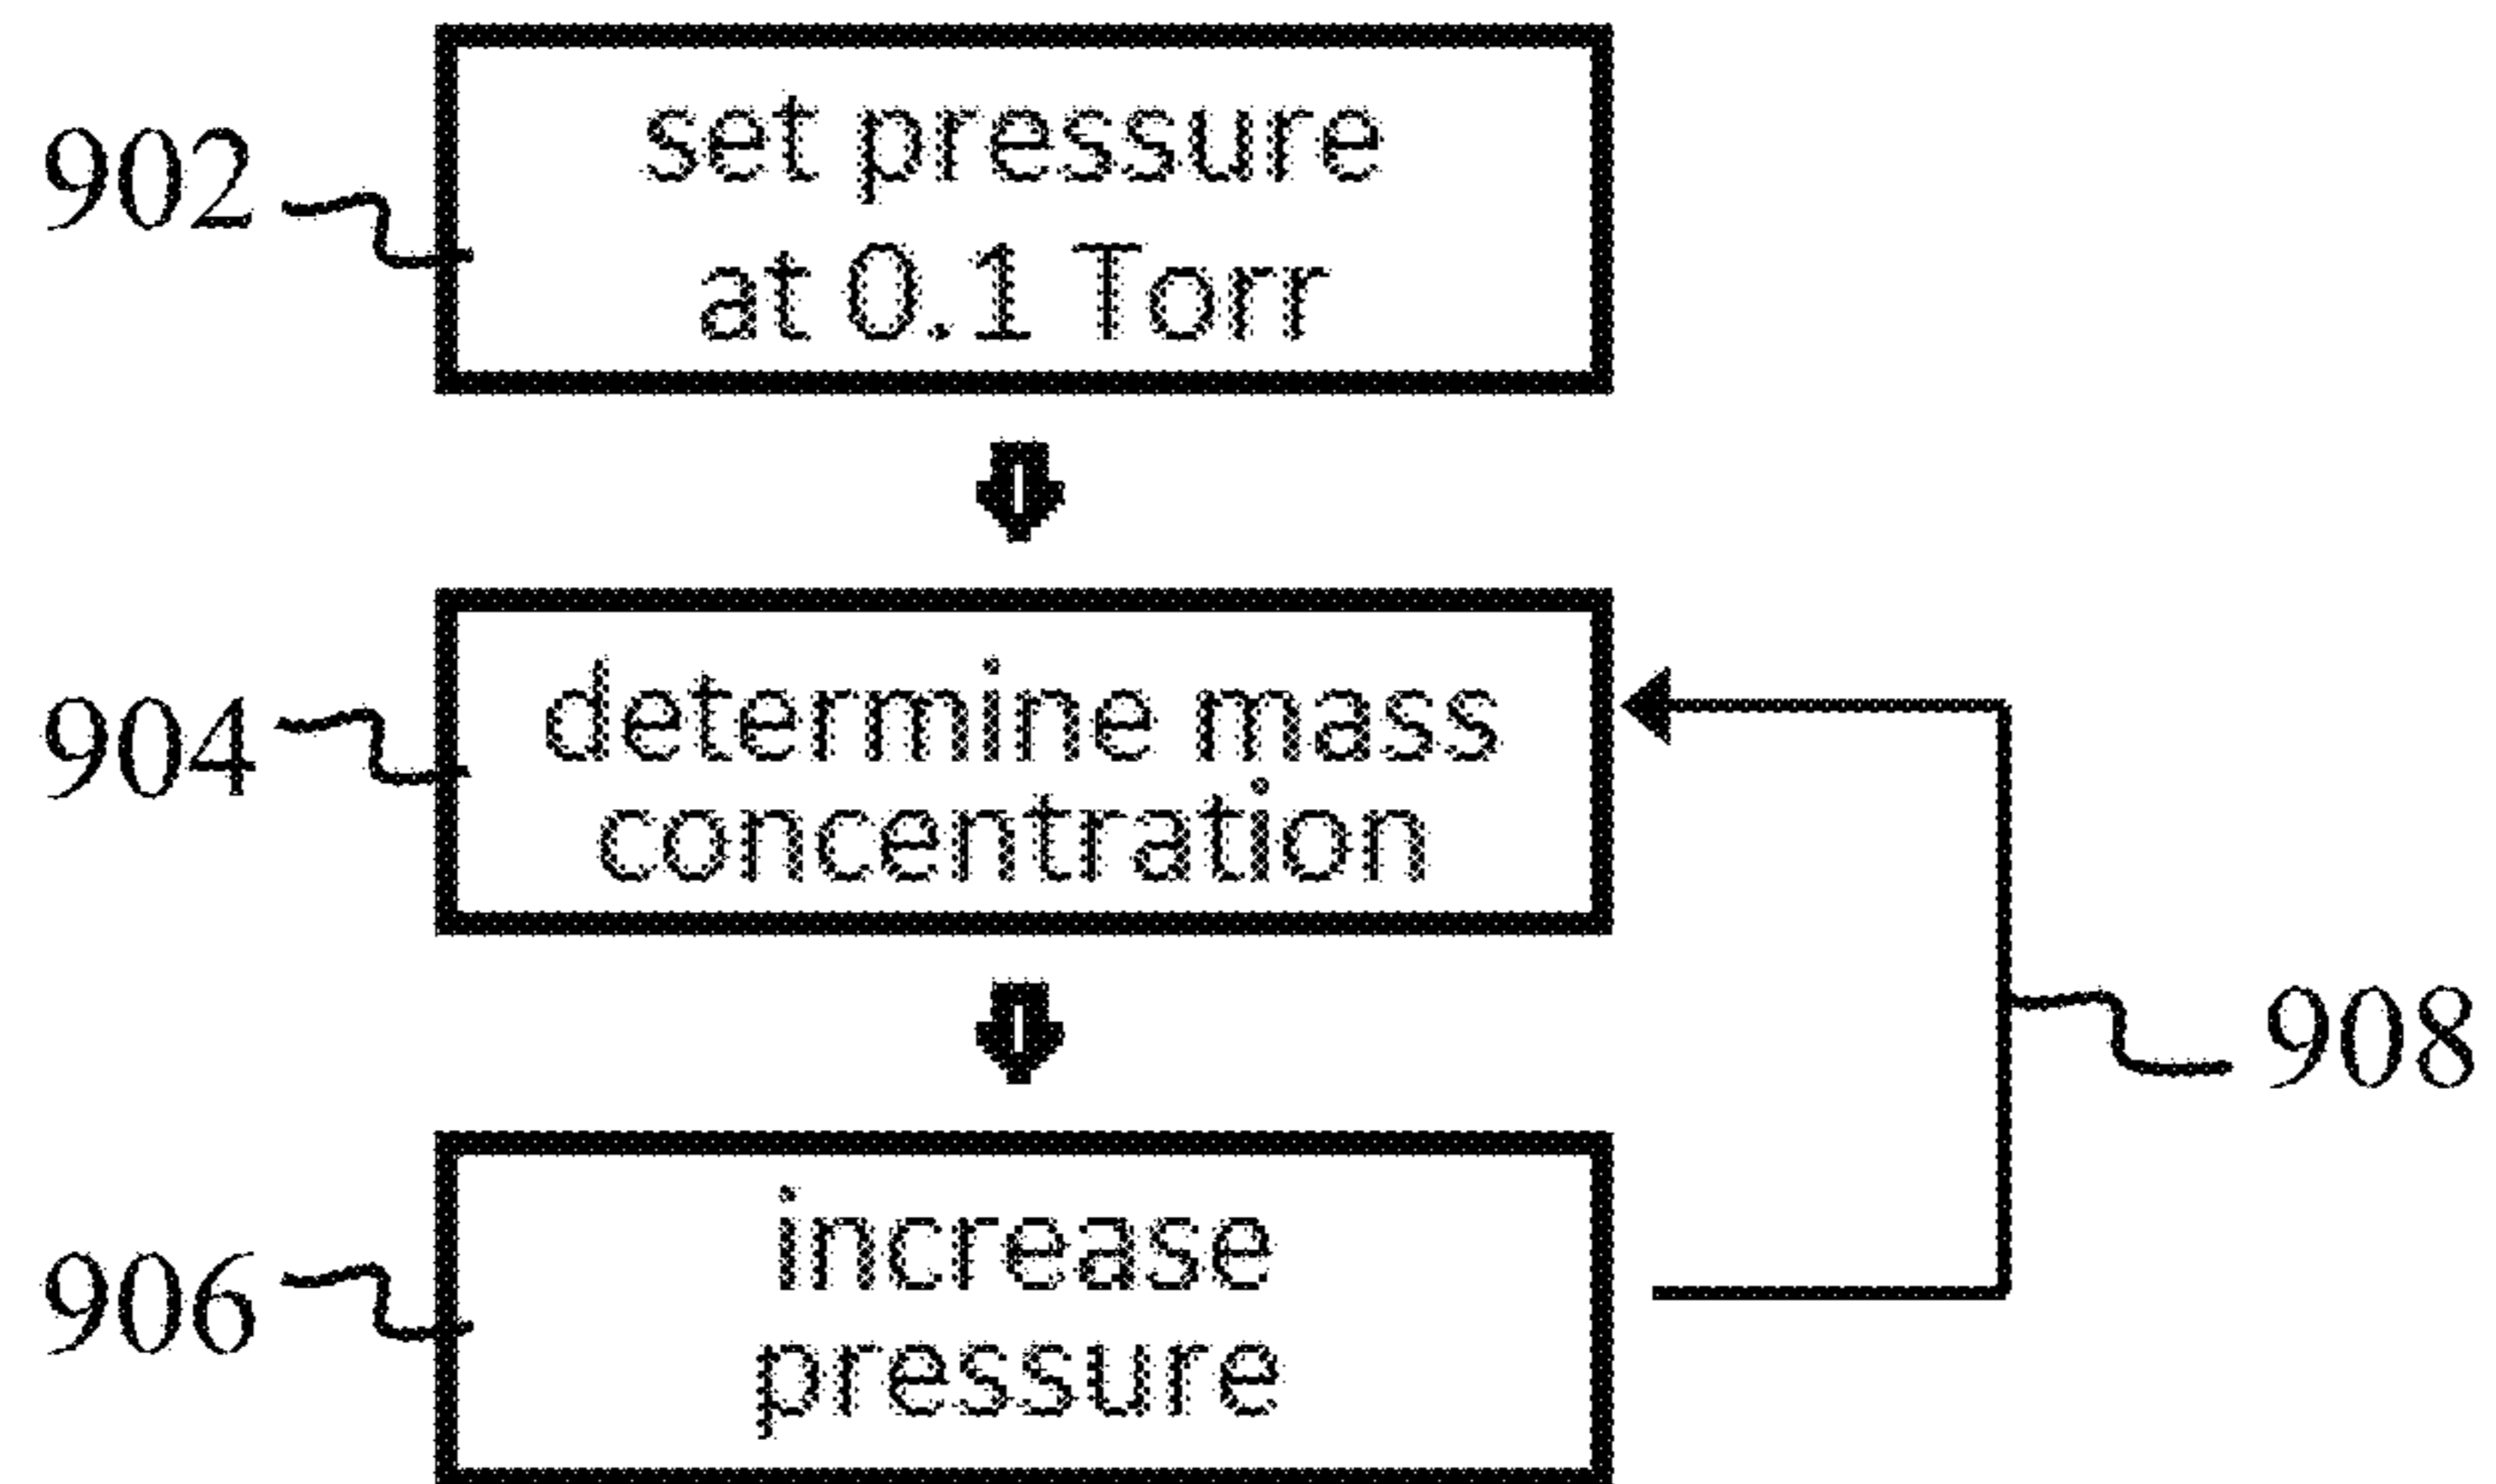 902
set pressure
at 0.1 Torr
904
determine mass
concentration
908
906
increase
pressure